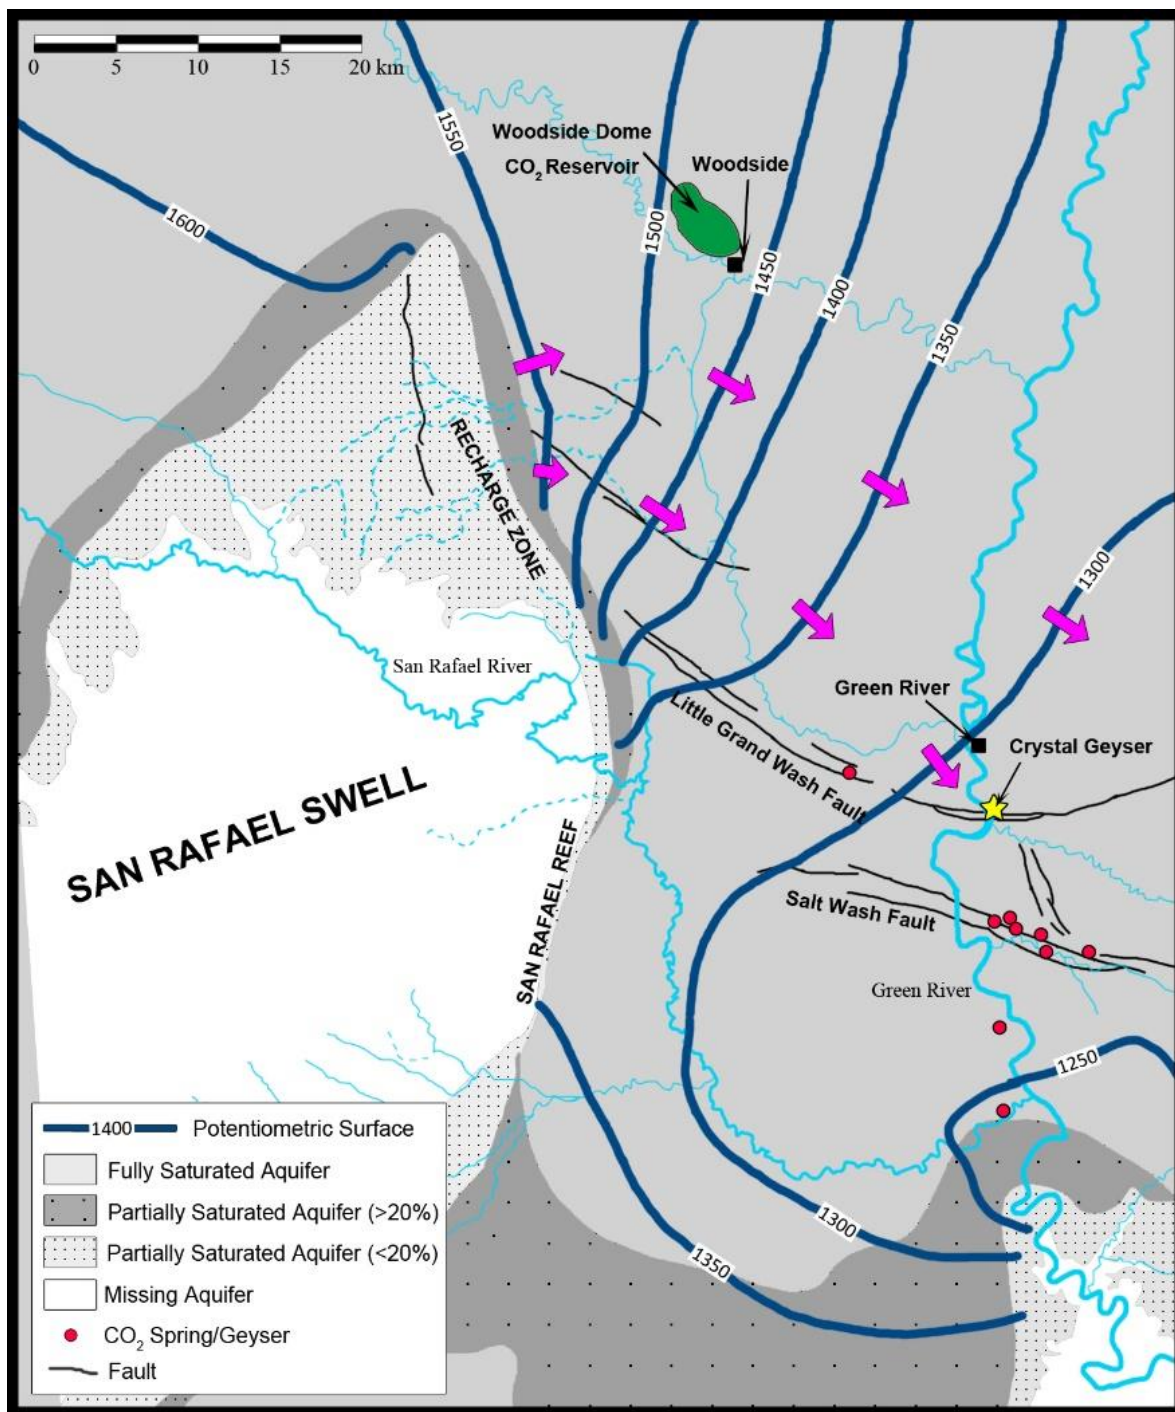 0 5 10 15 20 km
1550
Woodside Dome
CO₂ Reservoir
Woodside
1600
1500
1450
1400
1350
RECHARGE ZONE
1300
San Rafael River
Green River
Little Grand Wash Fault
Crystal Geyser
SAN RAFAEL SWELL
SAN RAFAEL REEF
Salt Wash Fault
Green River
1250
1300
1350
1400 Potentiometric Surface
Fully Saturated Aquifer
Partially Saturated Aquifer (>20%)
Partially Saturated Aquifer (<20%)
Missing Aquifer
CO₂ Spring/Geyser
Fault